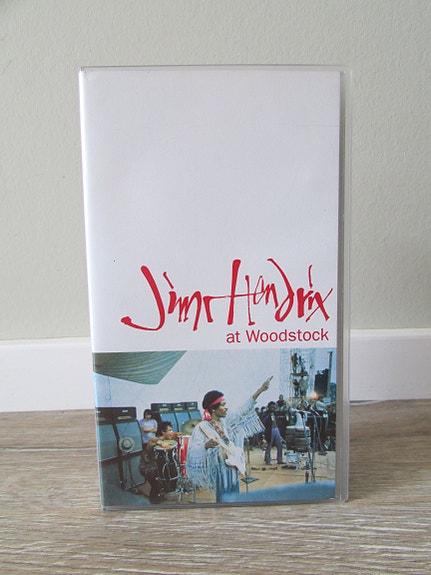 Jimi Hendrix
at Woodstock